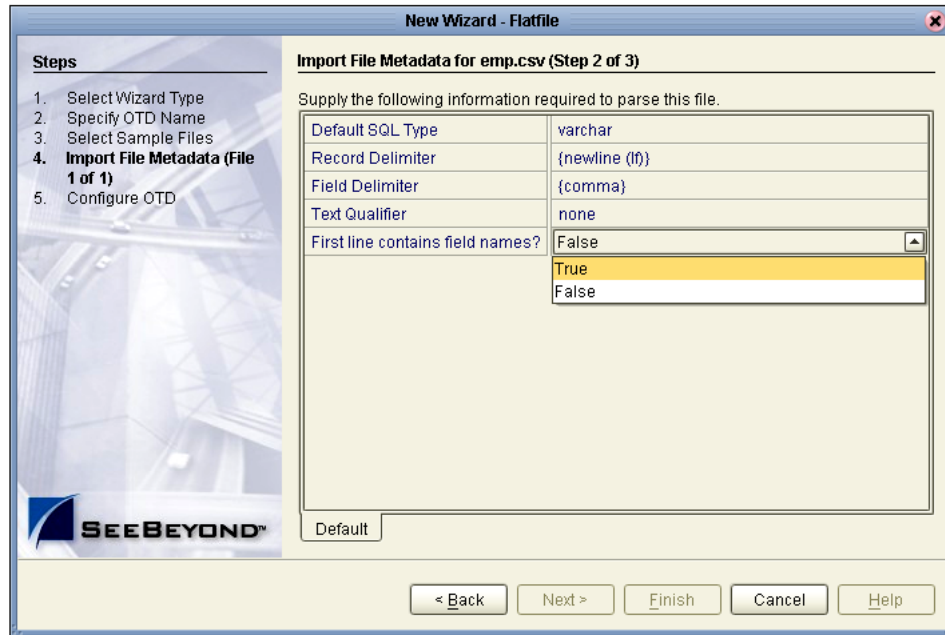 New Wizard - Flatfile
Steps
1. Select Wizard Type
2. Specify OTD Name
3. Select Sample Files
4. Import File Metadata (File
1 of 1)
5. Configure OTD
SEEBEYOND™
Import File Metadata for emp.csv (Step 2 of 3)
Supply the following information required to parse this file.
Default SQL Type varchar
Record Delimiter {newline (lf)}
Field Delimiter {comma}
Text Qualifier none
First line contains field names? False
True
False
Default
< Back Next > Finish Cancel Help